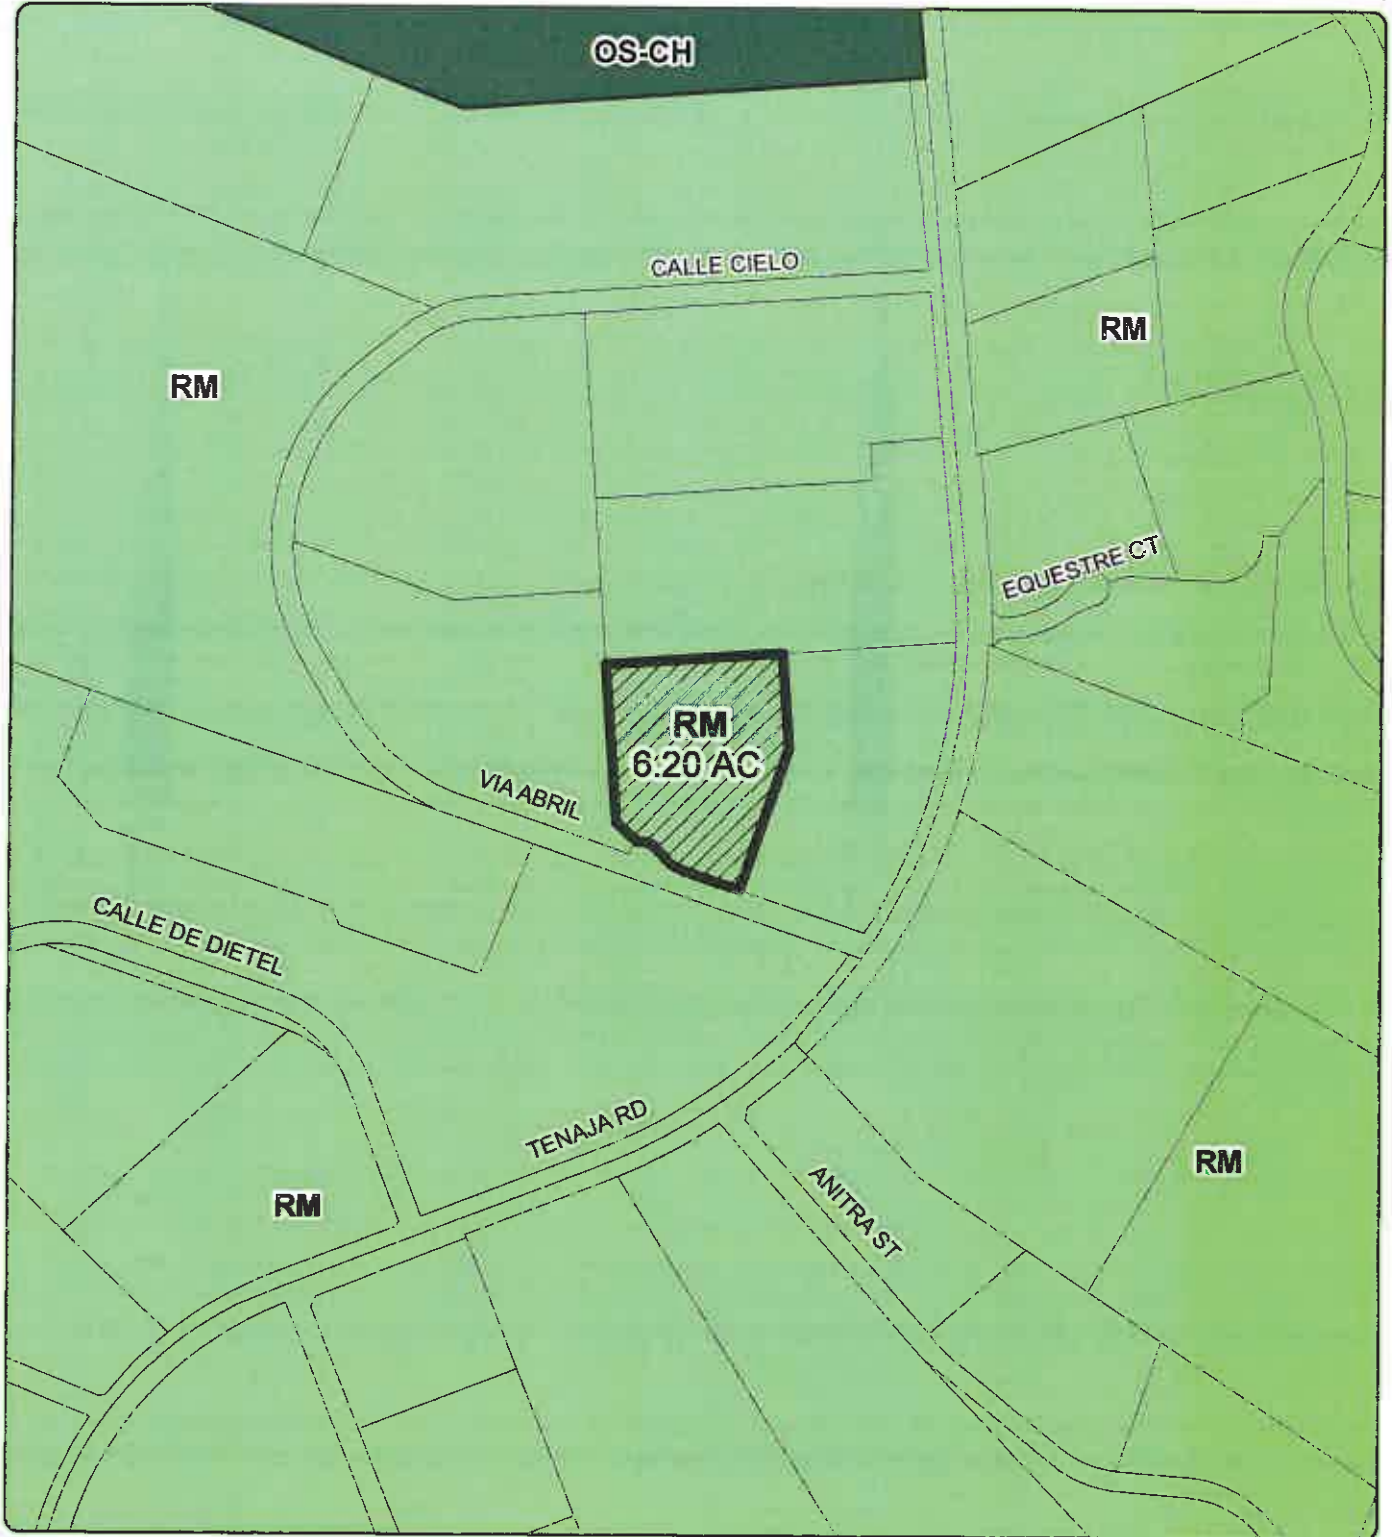 OS-CH
CALLE CIELO
RM
RM
EQUESTRE CT
RM
6.20 AC
VIA ABRIL
CALLE DE DIETEL
TENAJA RD
RM
ANITRA ST
RM